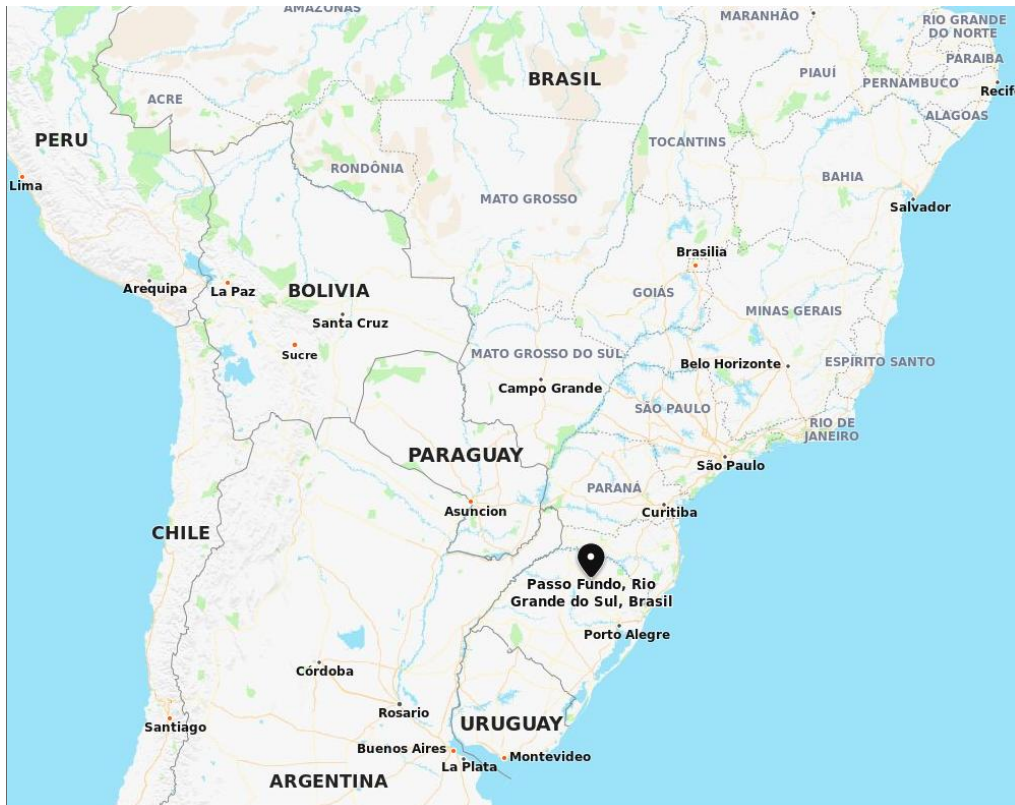 AMAZONAS
MARANHÃO
RIO GRANDE
DO NORTE
PARAIBA
BRASIL
PIAUÍ
PERNAMBUCO
Recife
ACRE
ALAGOAS
PERU
TOCANTINS
RONDÔNIA
BAHIA
Lima
MATO GROSSO
Salvador
Brasilia
Arequipa
La Paz
BOLIVIA
GOIÁS
MINAS GERAIS
Santa Cruz
Sucre
MATO GROSSO DO SUL
Belo Horizonte
ESPÍRITO SANTO
Campo Grande
SÃO PAULO
RIO DE
JANEIRO
PARAGUAY
São Paulo
PARANÁ
Asuncion
Curitiba
CHILE
Passo Fundo, Rio
Grande do Sul, Brasil
Porto Alegre
Córdoba
Rosario
Santiago
URUGUAY
Buenos Aires
Montevideo
La Plata
ARGENTINA